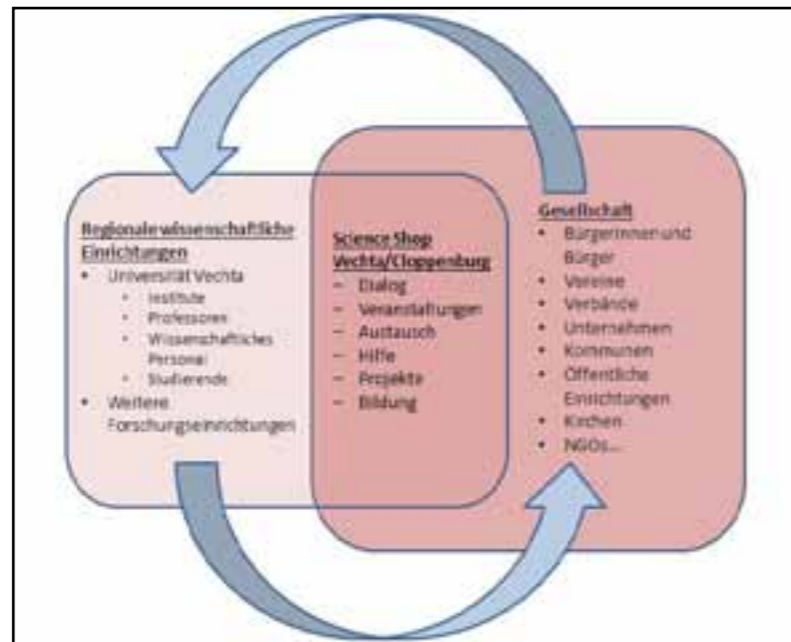 Regionale wissenschaftliche
Einrichtungen
• Universität Vechta
• Institute
• Professoren
• Wissenschaftliches
Personal
• Studierende
• Weitere
Forschungseinrichtungen
Science Shop
Vechta/Cloppenburg
– Dialog
– Veranstaltungen
– Austausch
– Hilfe
– Projekte
– Bildung
Gesellschaft
• Bürgerinnen und
Bürger
• Vereine
• Verbände
• Unternehmen
• Kommunen
• Öffentliche
Einrichtungen
• Kirchen
• NGOs...